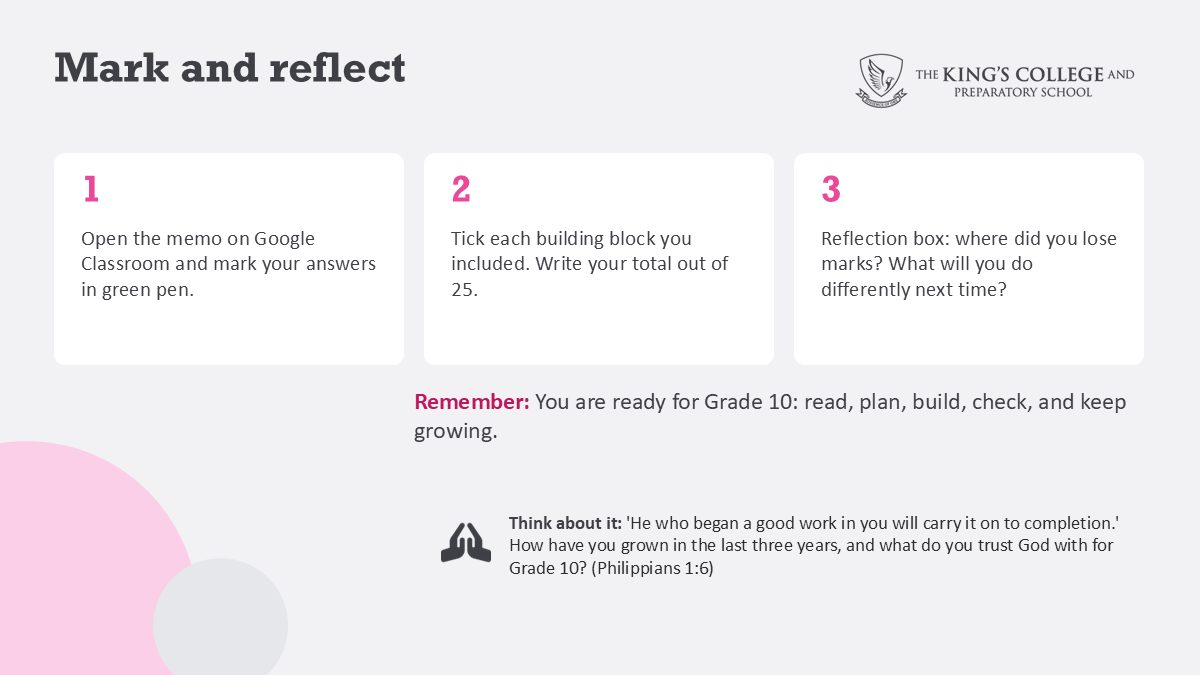 Mark and reflect
THE KING'S COLLEGE AND
PREPARATORY SCHOOL
1
Open the memo on Google
Classroom and mark your answers
in green pen.
2
Tick each building block you
included. Write your total out of
25.
3
Reflection box: where did you lose
marks? What will you do
differently next time?
Remember: You are ready for Grade 10: read, plan, build, check, and keep
growing.
Think about it: 'He who began a good work in you will carry it on to completion.'
How have you grown in the last three years, and what do you trust God with for
Grade 10? (Philippians 1:6)